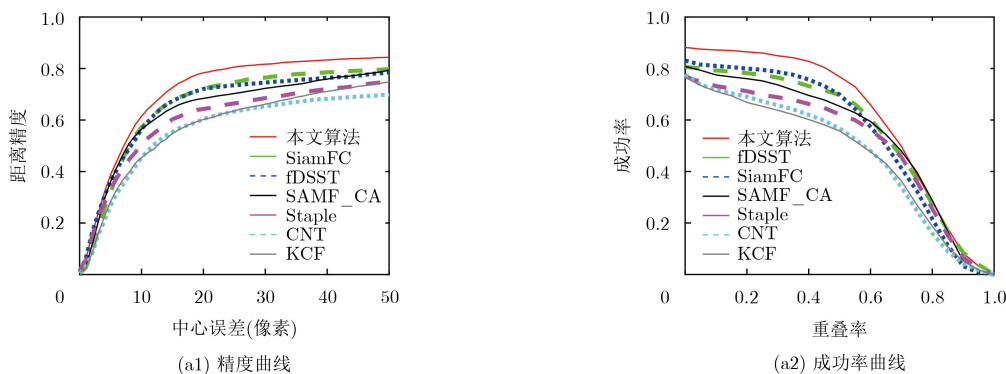 1.0
0.8
0.6
0.4
0.2
0
10
20
30
40
50
距离精度
本文算法
SiamFC
fDSST
SAMF_CA
Staple
CNT
KCF
中心误差(像素)
(a1) 精度曲线
1.0
0.8
0.6
0.4
0.2
0
0.2
0.4
0.6
0.8
1.0
成功率
本文算法
fDSST
SiamFC
SAMF_CA
Staple
CNT
KCF
重叠率
(a2) 成功率曲线